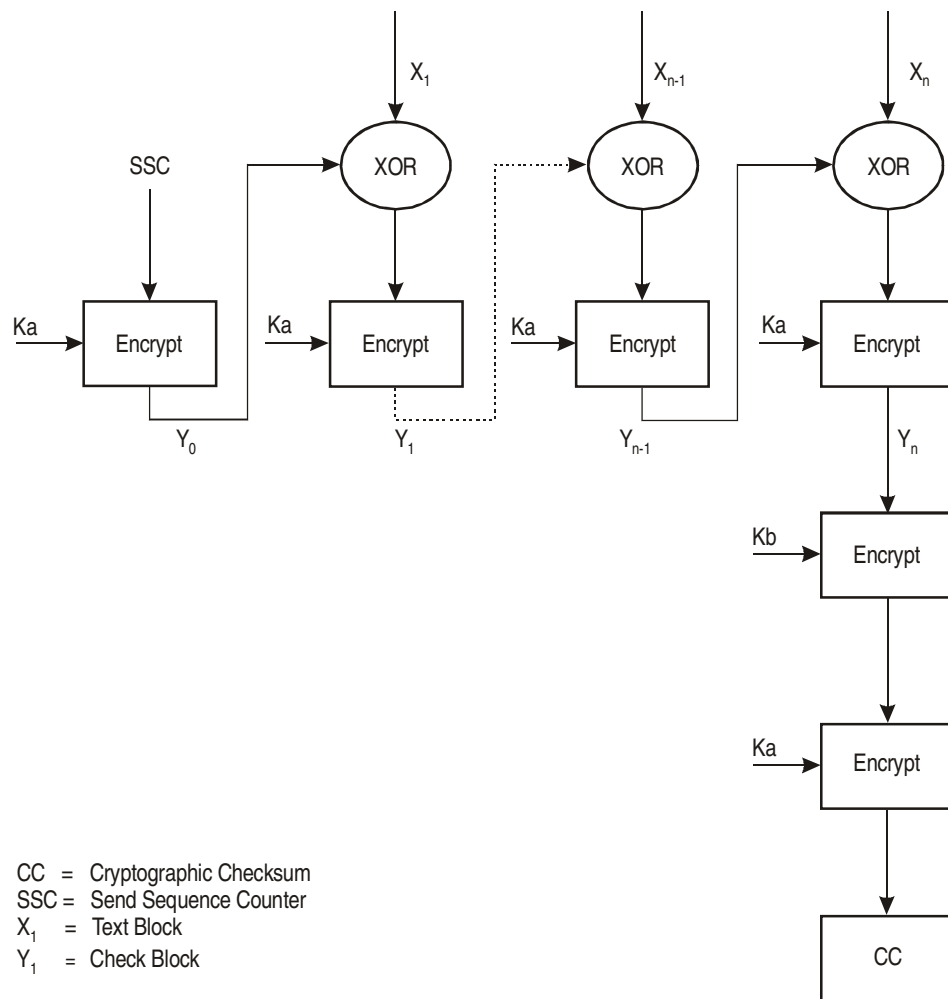 X₁ Xₙ₋₁ Xₙ
SSC XOR XOR XOR
Ka Encrypt Ka Encrypt Ka Encrypt Ka Encrypt
Y₀ Y₁ Yₙ₋₁ Yₙ
Kb Encrypt
Ka Encrypt
CC = Cryptographic Checksum
SSC = Send Sequence Counter
X₁ = Text Block
Y₁ = Check Block
CC